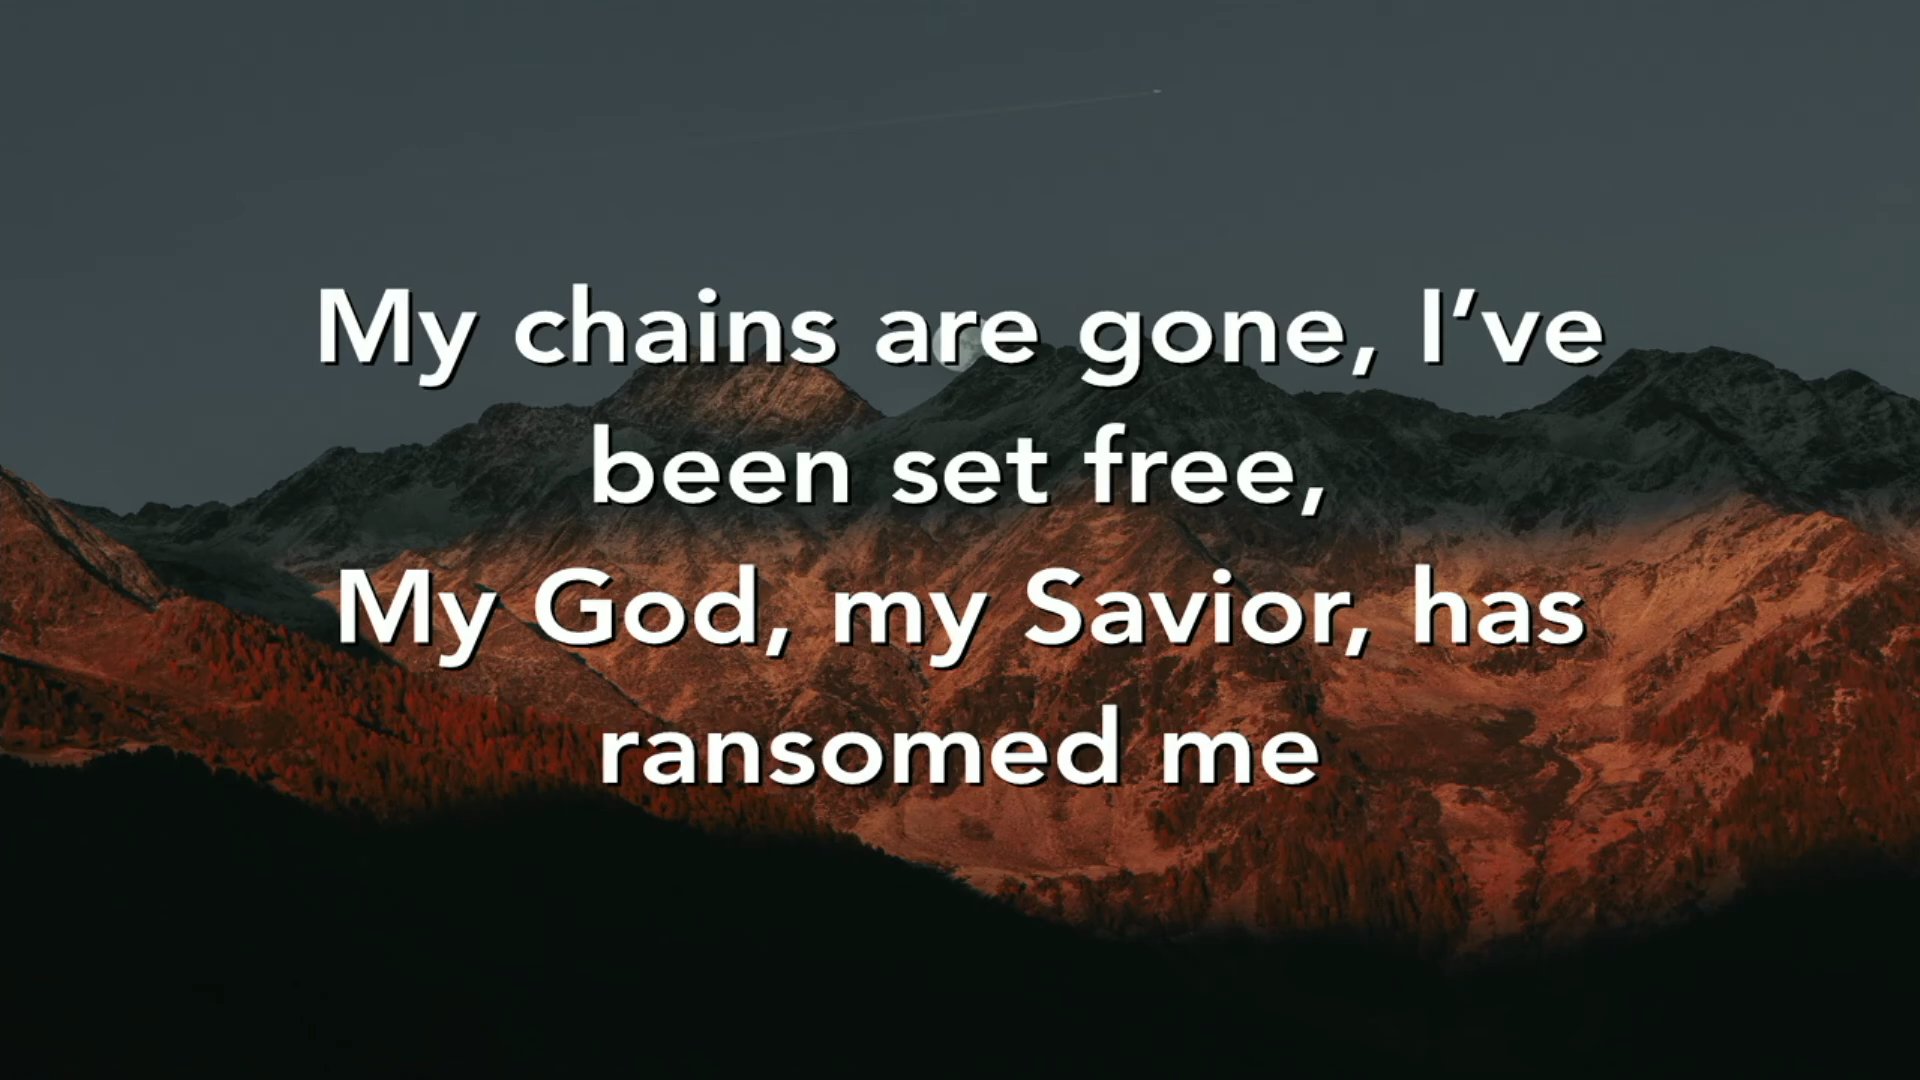 My chains are gone, I’ve
been set free,
My God, my Savior, has
ransomed me